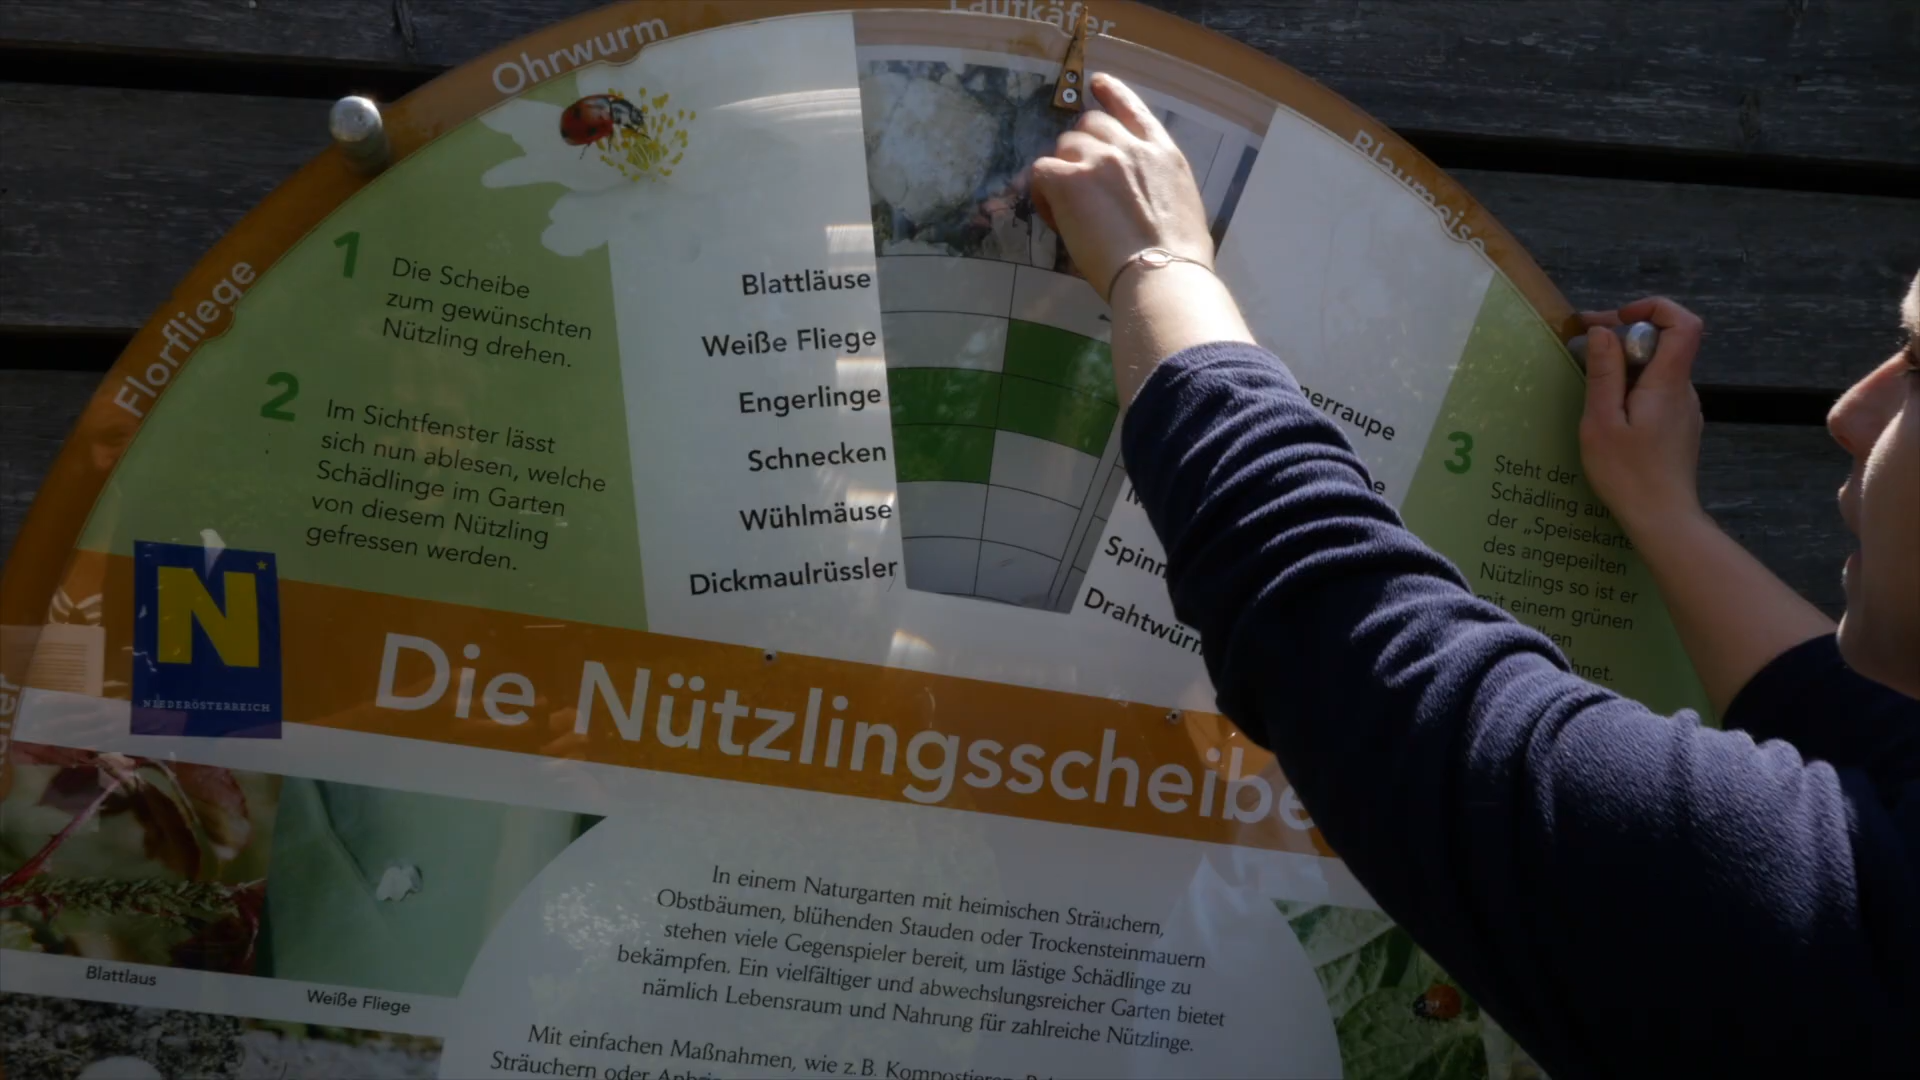 Ohrwurm
Laufkäfer
Blaumeise
Florfliege
1
Die Scheibe
zum gewünschten
Nützling drehen.
2
Im Sichtfenster lässt
sich nun ablesen, welche
Schädlinge im Garten
von diesem Nützling
gefressen werden.
Blattläuse
Weiße Fliege
Engerlinge
Schnecken
Wühlmäuse
Dickmaulrüssler
3
Steht der
Schädling
der „Speisekarte
des angepeilten
Nützlings so ist er
mit einem grünen
N
NIEDERÖSTERREICH
Die Nützlingsscheibe
Blattlaus
Weiße Fliege
In einem Naturgarten mit heimischen Sträuchern,
Obstbäumen, blühenden Stauden oder Trockensteinmauern
stehen viele Gegenspieler bereit, um lästige Schädlinge zu
bekämpfen. Ein vielfältiger und abwechslungsreicher Garten bietet
nämlich Lebensraum und Nahrung für zahlreiche Nützlinge.
Mit einfachen Maßnahmen, wie z. B. Kompostieren,
Sträuchern oder